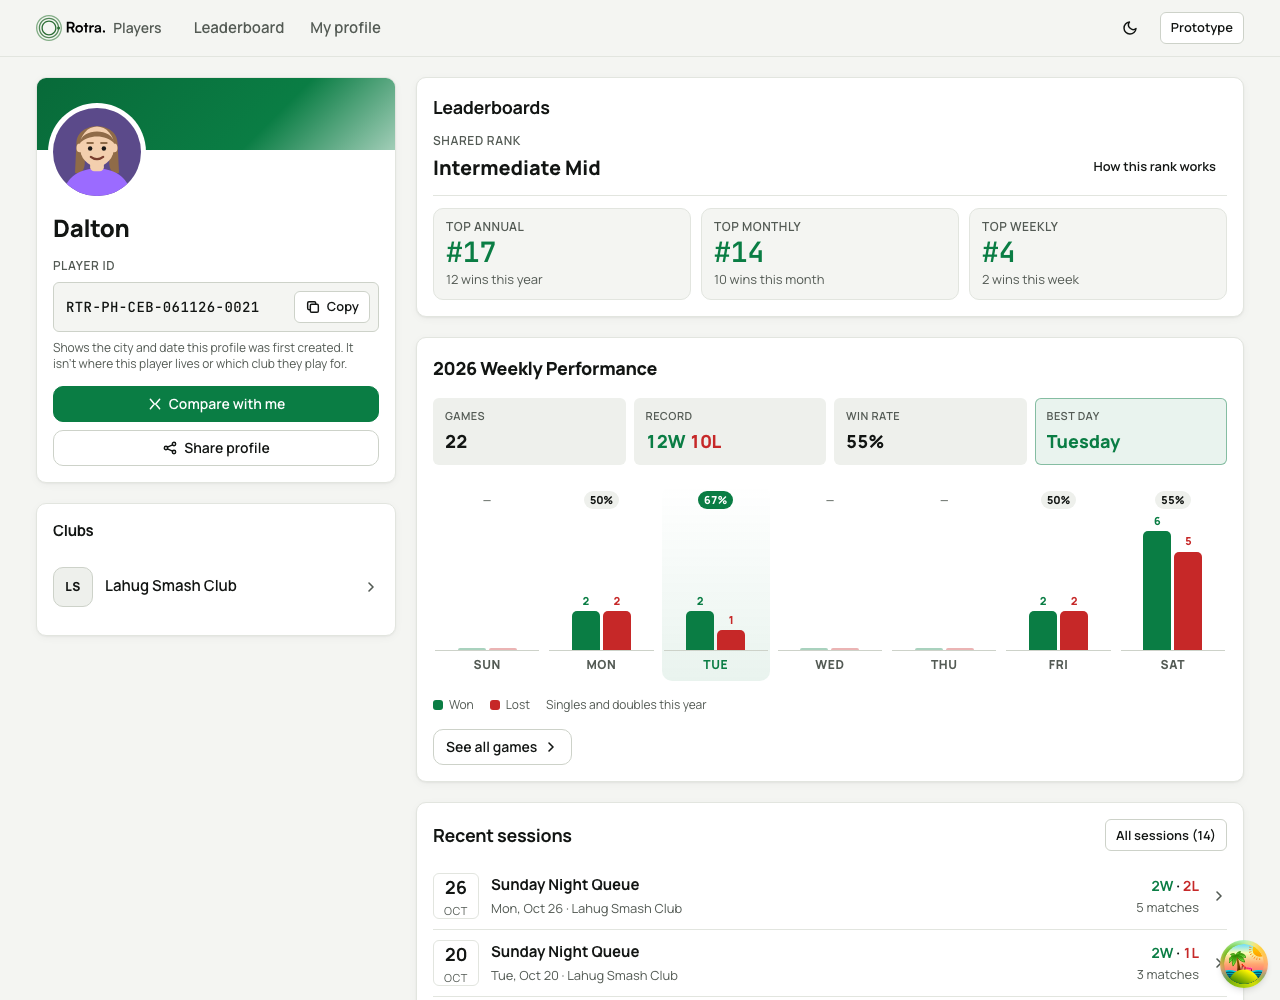 Rotra. Players Leaderboard My profile Prototype
Dalton
PLAYER ID
RTR-PH-CEB-061126-0021 Copy
Shows the city and date this profile was first created. It
isn't where this player lives or which club they play for.
Compare with me
Share profile
Clubs
LS Lahug Smash Club
Leaderboards
SHARED RANK
Intermediate Mid How this rank works
TOP ANNUAL
#17
12 wins this year
TOP MONTHLY
#14
10 wins this month
TOP WEEKLY
#4
2 wins this week
2026 Weekly Performance
GAMES
22
RECORD
12W 10L
WIN RATE
55%
BEST DAY
Tuesday
– 50% 67% – – 50% 55%
6 5
2 2 2 1 2 2
SUN MON TUE WED THU FRI SAT
Won Lost Singles and doubles this year
See all games
Recent sessions All sessions (14)
26 OCT
Sunday Night Queue
Mon, Oct 26 · Lahug Smash Club
2W · 2L
5 matches
20 OCT
Sunday Night Queue
Tue, Oct 20 · Lahug Smash Club
2W · 1L
3 matches